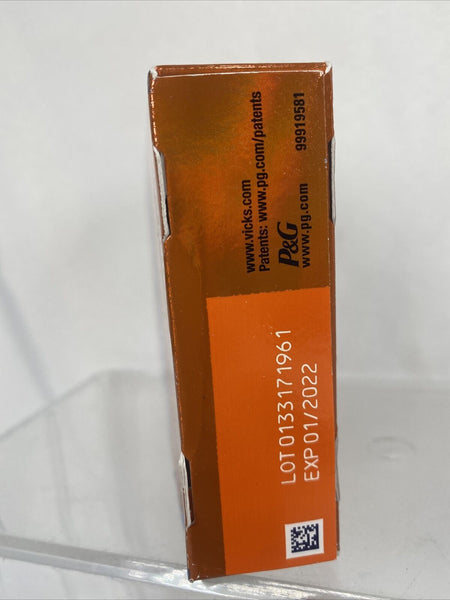 www.vicks.com
Patents: www.pg.com/patents
P&G
www.pg.com 99919581
LOT 0133171961
EXP 01/2022